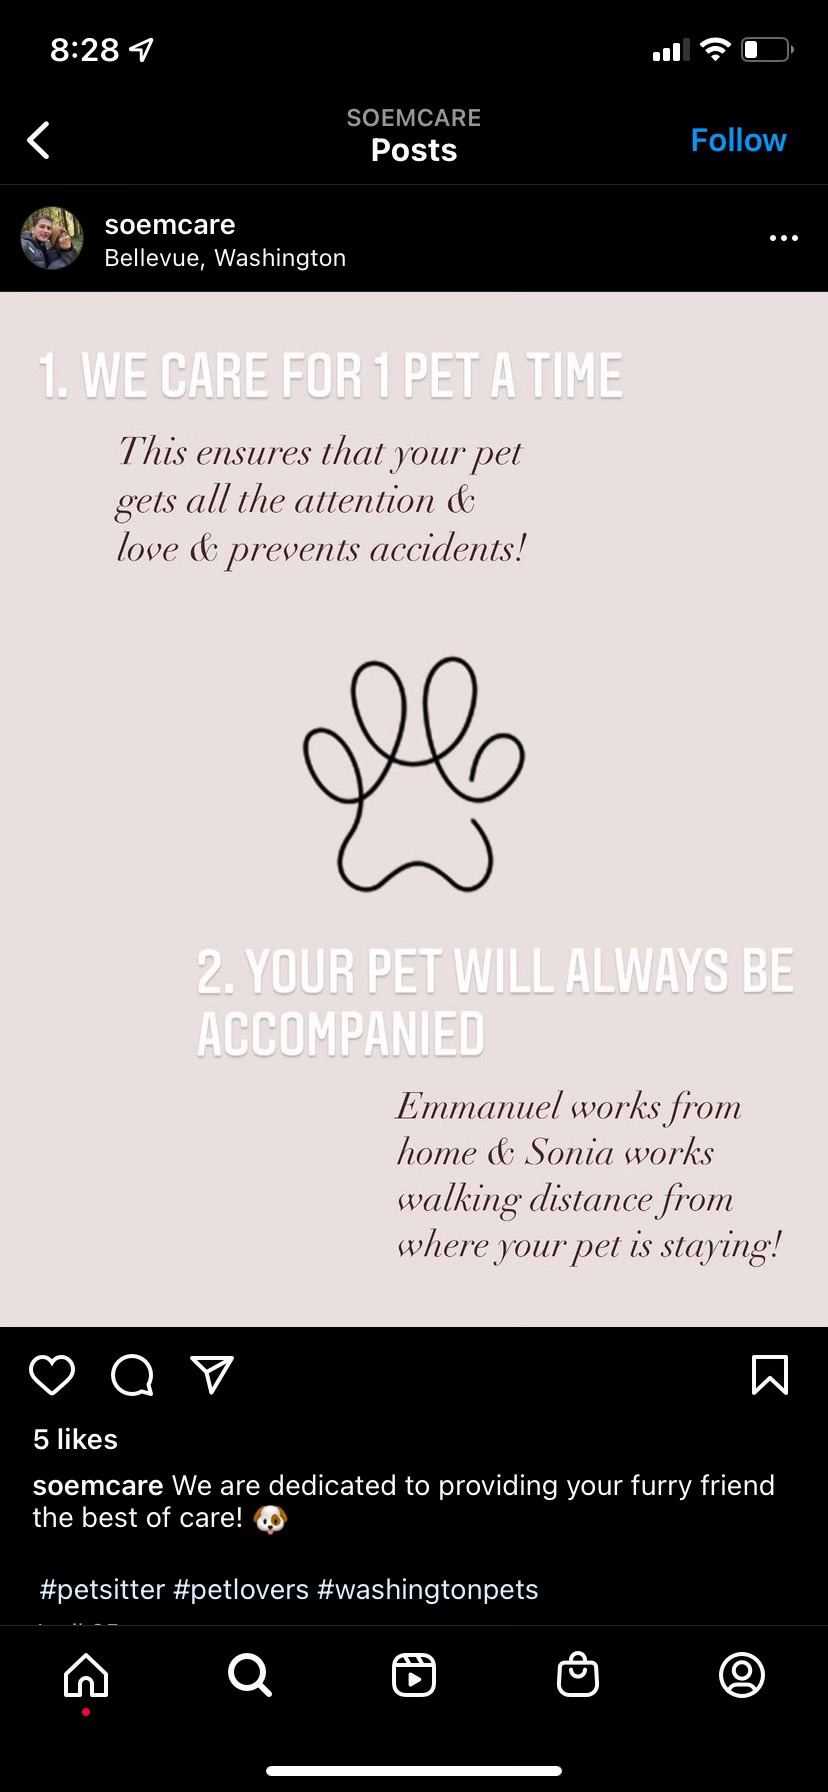 8:28
SOEMCARE
Posts
Follow
soemcare
Bellevue, Washington
1. WE CARE FOR 1 PET A TIME
This ensures that your pet
gets all the attention &
love & prevents accidents!
2. YOUR PET WILL ALWAYS BE
ACCOMPANIED
Emmanuel works from
home & Sonia works
walking distance from
where your pet is staying!
5 likes
soemcare We are dedicated to providing your furry friend
the best of care! 🐶
#petsitter #petlovers #washingtonpets